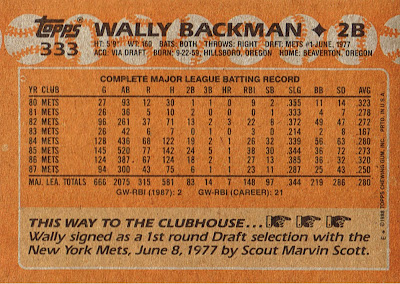 Topps WALLY BACKMAN ♦ 2B
333 HT: 5'9" WT: 160 BATS: BOTH THROWS: RIGHT DRAFT: METS #1-JUNE, 1977
ACQ: VIA DRAFT BORN: 9-22-59, HILLSBORO, OREGON HOME: BEAVERTON, OREGON
COMPLETE MAJOR LEAGUE BATTING RECORD
YR CLUB G AB R H 2B 3B HR RBI SB SLG BB SO AVG
80 METS 27 93 12 30 1 1 0 9 2 .355 11 14 .323
81 METS 26 36 5 10 2 0 0 0 1 .333 4 7 .278
82 METS 96 261 37 71 13 2 3 22 8 .372 49 47 .272
83 METS 26 42 6 7 0 1 0 3 0 .214 2 8 .167
84 METS 128 436 68 122 19 2 1 26 32 .339 56 63 .280
85 METS 145 520 77 142 24 5 1 38 30 .344 36 72 .273
86 METS 124 387 67 124 18 2 1 27 13 .385 36 32 .320
87 METS 94 300 43 75 6 1 1 23 11 .287 25 43 .250
MAJ. LEA. TOTALS 666 2075 315 581 83 14 7 148 97 .344 219 286 .280
GW-RBI (1987): 2 GW-RBI (CAREER): 21
THIS WAY TO THE CLUBHOUSE...
Wally signed as a 1st round Draft selection with the
New York Mets, June 8, 1977 by Scout Marvin Scott.
E ★ © 1988 TOPPS CHEWING GUM, INC. PRTD. IN U.S.A.